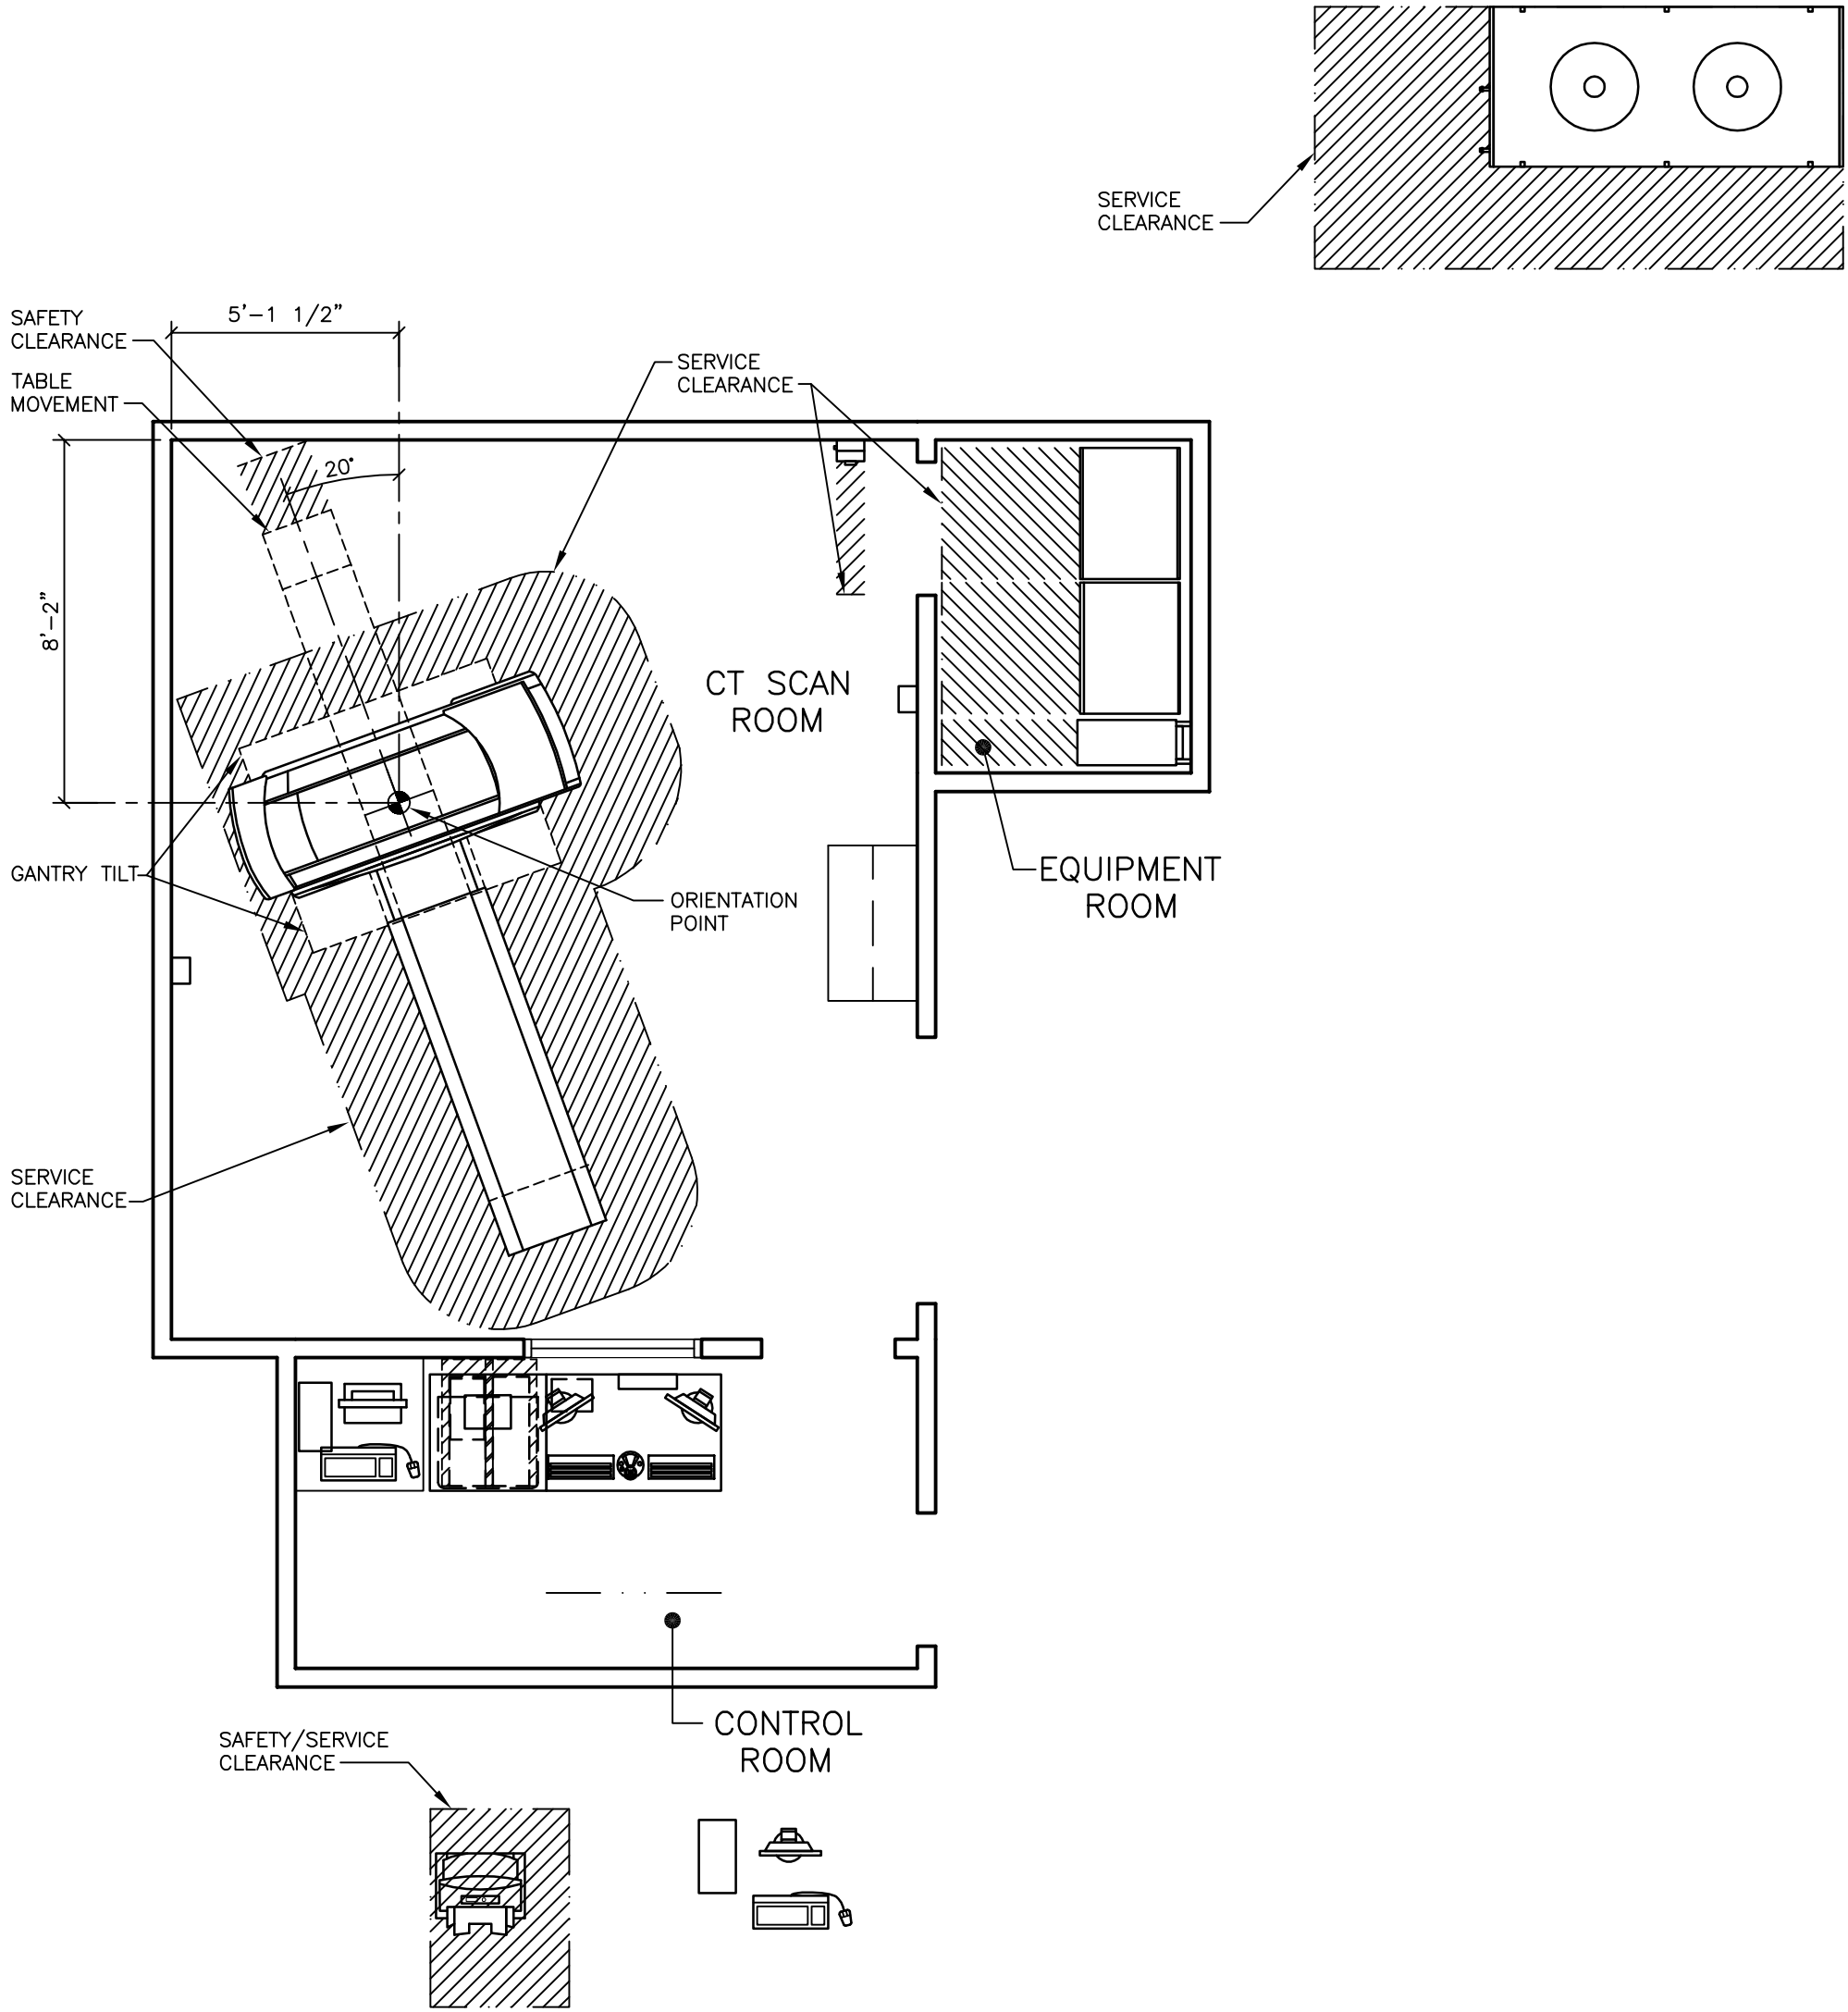 SERVICE
CLEARANCE
SAFETY
CLEARANCE
5'-1 1/2"
TABLE
MOVEMENT
SERVICE
CLEARANCE
20°
8'-2"
CT SCAN
ROOM
GANTRY TILT
EQUIPMENT
ROOM
ORIENTATION
POINT
SERVICE
CLEARANCE
CONTROL
ROOM
SAFETY/SERVICE
CLEARANCE